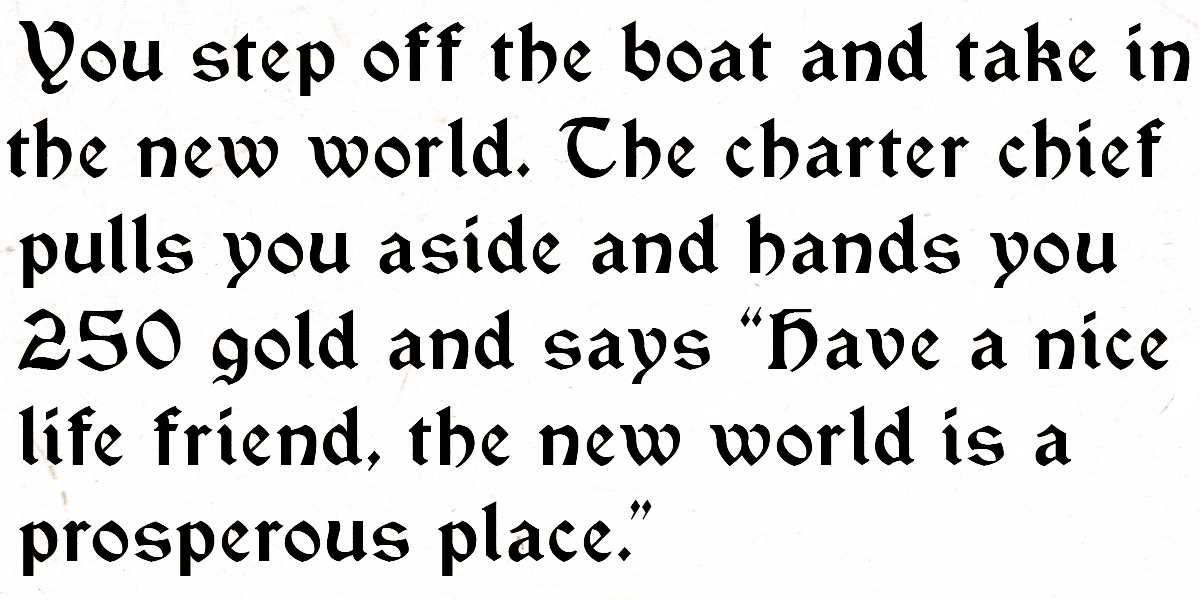 You step off the boat and take in
the new world. The charter chief
pulls you aside and hands you
250 gold and says “Have a nice
life friend, the new world is a
prosperous place.”